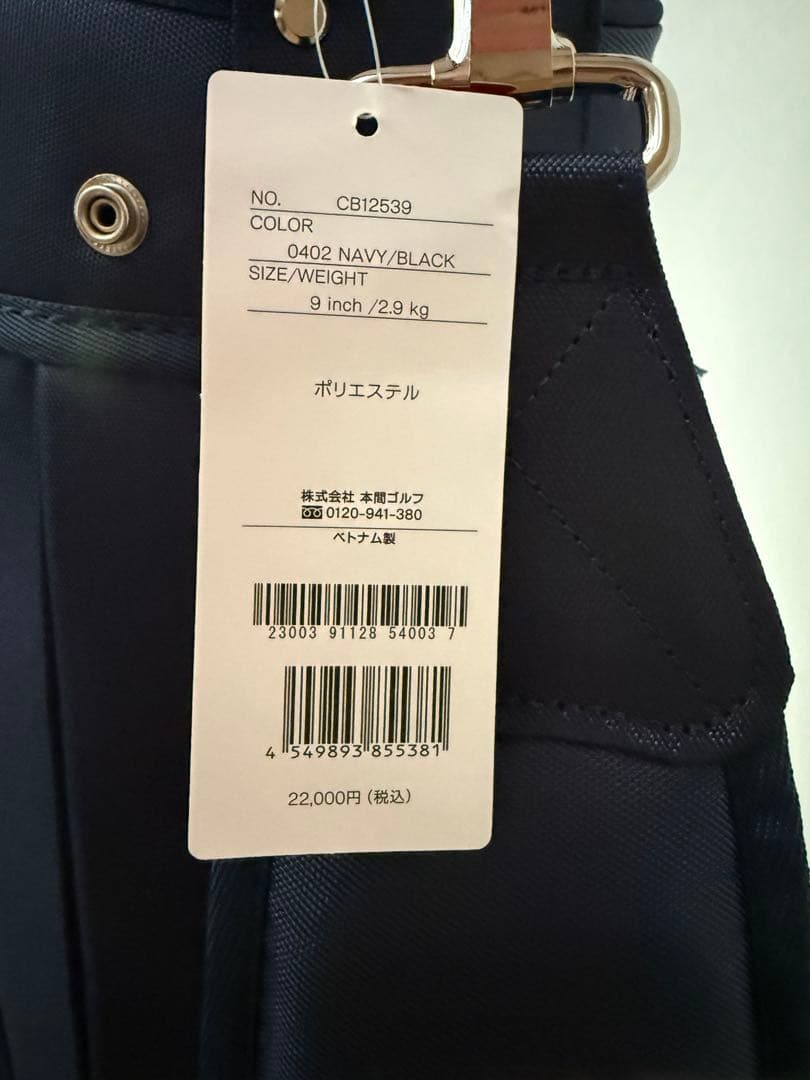 NO. CB12539
COLOR
0402 NAVY/BLACK
SIZE/WEIGHT
9 inch /2.9 kg
ポリエステル
株式会社 本間ゴルフ
0120-941-380
ベトナム製
23003 91128 54003 7
4 549893 855381
22,000円(税込)